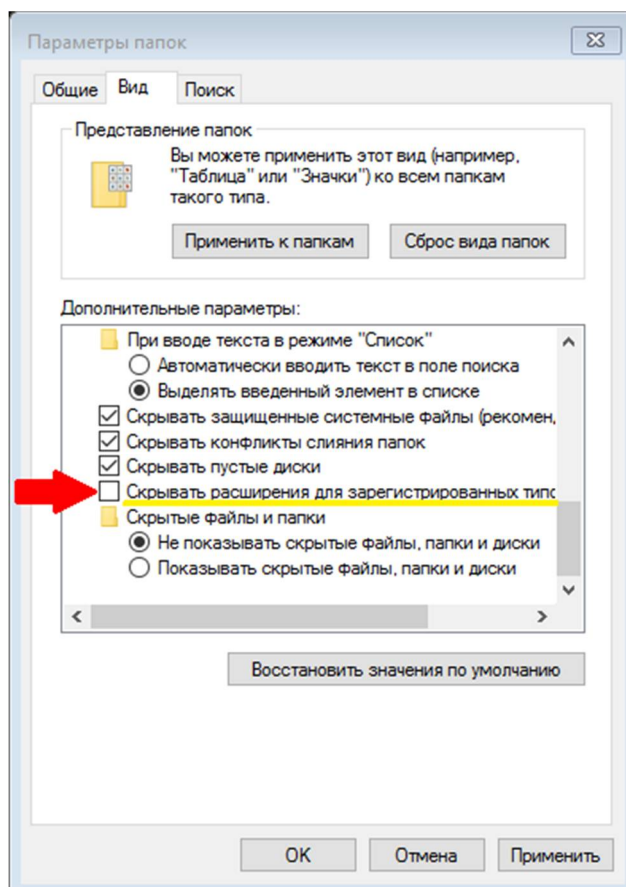 Параметры папок
Общие Вид Поиск
Представление папок
Вы можете применить этот вид (например,
"Таблица" или "Значки") ко всем папкам
такого типа.
Применить к папкам Сброс вида папок
Дополнительные параметры:
При вводе текста в режиме "Список"
Автоматически вводить текст в поле поиска
Выделять введенный элемент в списке
Скрывать защищенные системные файлы (рекомен,
Скрывать конфликты слияния папок
Скрывать пустые диски
Скрывать расширения для зарегистрированных типо
Скрытые файлы и папки
Не показывать скрытые файлы, папки и диски
Показывать скрытые файлы, папки и диски
Восстановить значения по умолчанию
ОК Отмена Применить